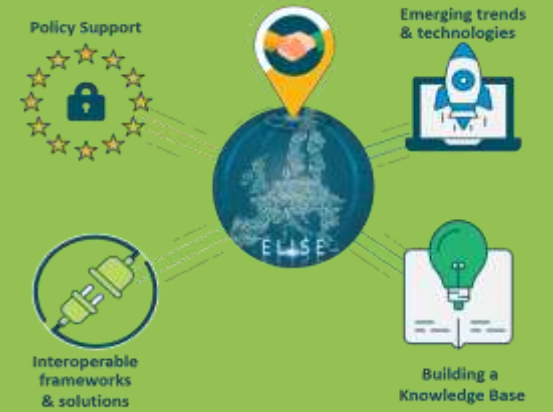 Policy Support
Emerging trends
& technologies
ELISE
Interoperable
frameworks
& solutions
Building a
Knowledge Base